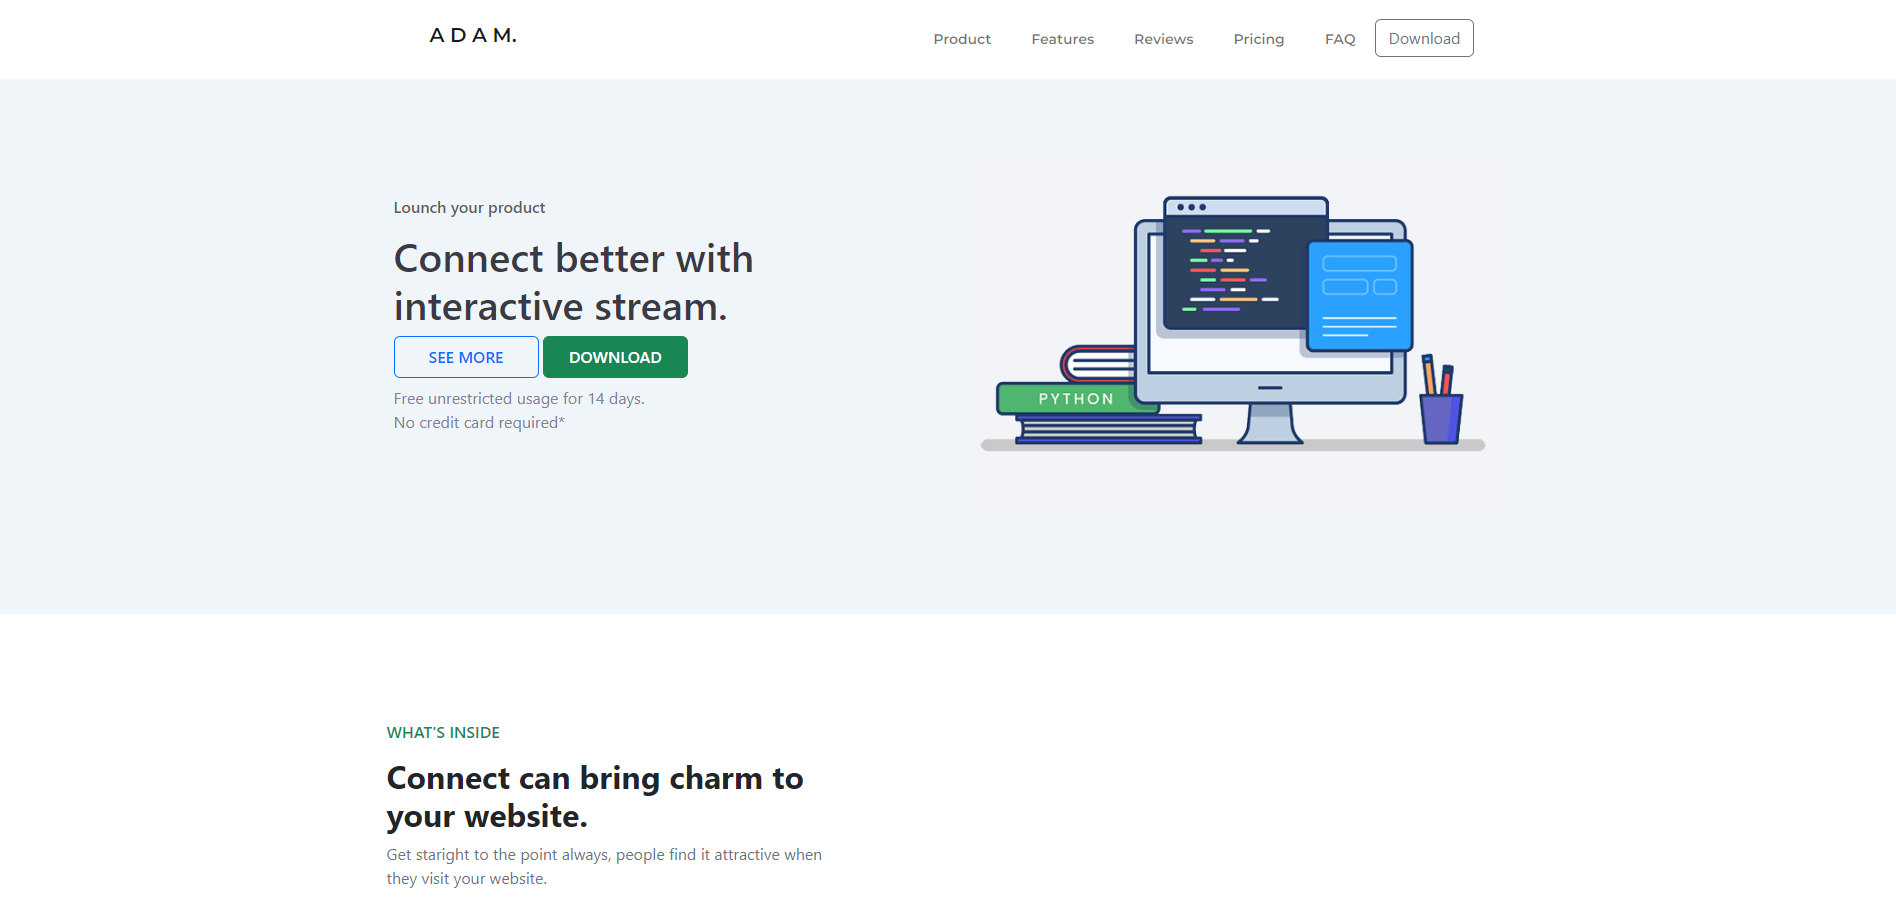 A D A M.
Product Features Reviews Pricing FAQ Download
Lounch your product
Connect better with
interactive stream.
SEE MORE DOWNLOAD
Free unrestricted usage for 14 days.
No credit card required*
PYTHON
WHAT'S INSIDE
Connect can bring charm to
your website.
Get staright to the point always, people find it attractive when
they visit your website.